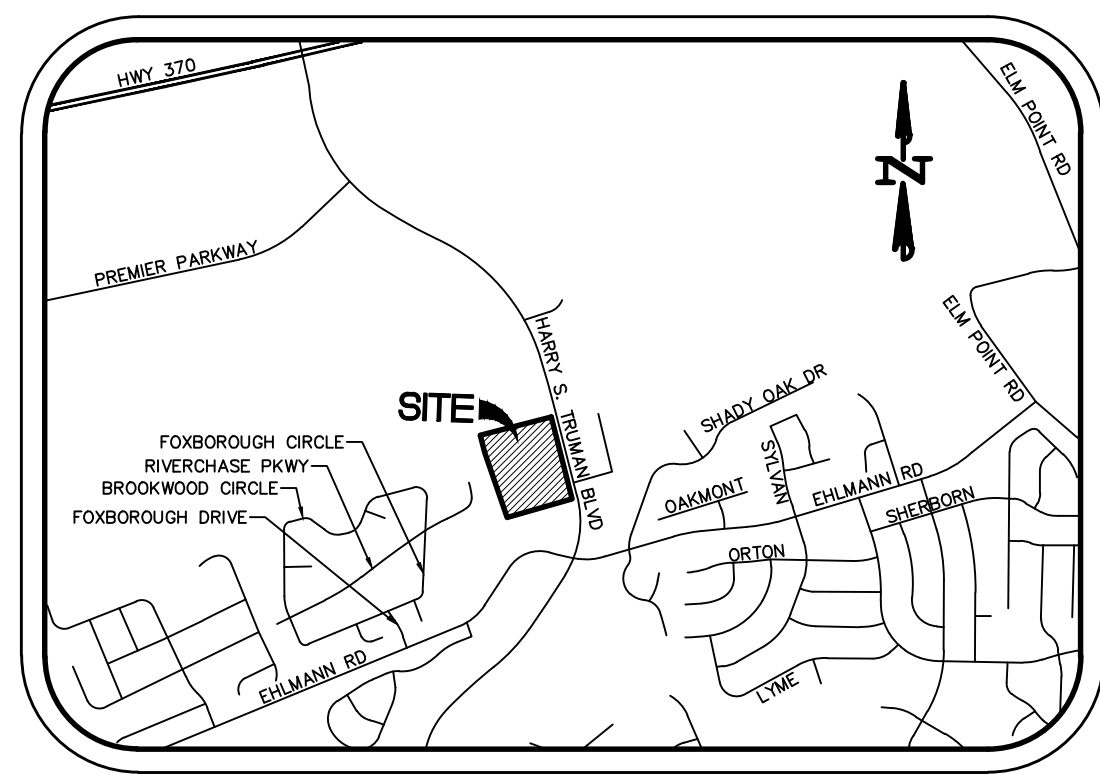 HWY 370
ELM POINT RD
N
PREMIER PARKWAY
HARRY S. TRUMAN BLVD
ELM POINT RD
SHADY OAK DR
SITE
FOXBOROUGH CIRCLE
RIVERCHASE PKWY
BROOKWOOD CIRCLE
FOXBOROUGH DRIVE
SYLVAN
OAKMONT
EHLMANN RD
SHERBORN
ORTON
EHLMANN RD
LYME